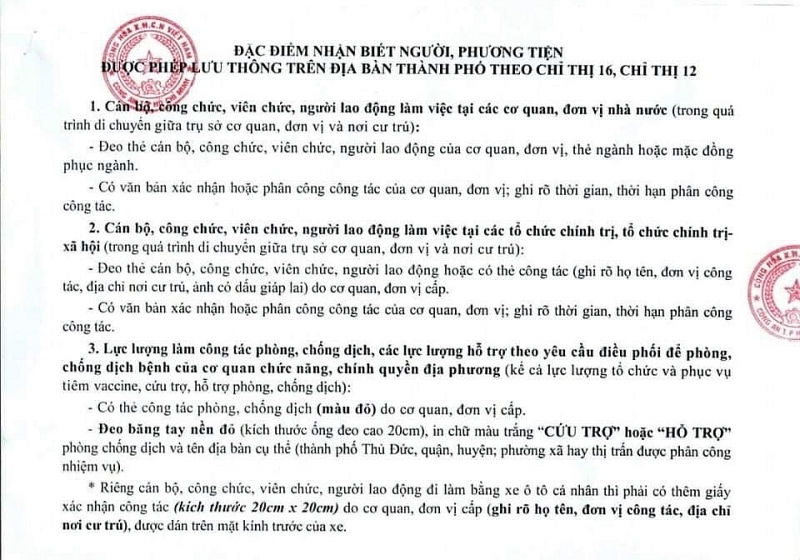 ĐẶC ĐIỂM NHẬN BIẾT NGƯỜI, PHƯƠNG TIỆN
ĐƯỢC PHÉP LƯU THÔNG TRÊN ĐỊA BÀN THÀNH PHỐ THEO CHỈ THỊ 16, CHỈ THỊ 12
1. Cán bộ, công chức, viên chức, người lao động làm việc tại các cơ quan, đơn vị nhà nước (trong quá
trình di chuyển giữa trụ sở cơ quan, đơn vị và nơi cư trú):
- Đeo thẻ cán bộ, công chức, viên chức, người lao động của cơ quan, đơn vị, thẻ ngành hoặc mặc đồng
phục ngành.
- Có văn bản xác nhận hoặc phân công công tác của cơ quan, đơn vị; ghi rõ thời gian, thời hạn phân công
công tác.
2. Cán bộ, công chức, viên chức, người lao động làm việc tại các tổ chức chính trị, tổ chức chính trị-
xã hội (trong quá trình di chuyển giữa trụ sở cơ quan, đơn vị và nơi cư trú):
- Đeo thẻ cán bộ, công chức, viên chức, người lao động hoặc có thẻ công tác (ghi rõ họ tên, đơn vị công
tác, địa chỉ nơi cư trú, ảnh có dấu giáp lai) do cơ quan, đơn vị cấp.
- Có văn bản xác nhận hoặc phân công công tác của cơ quan, đơn vị; ghi rõ thời gian, thời hạn phân công
công tác.
3. Lực lượng làm công tác phòng, chống dịch, các lực lượng hỗ trợ theo yêu cầu điều phối để phòng,
chống dịch bệnh của cơ quan chức năng, chính quyền địa phương (kể cả lực lượng tổ chức và phục vụ
tiêm vaccine, cứu trợ, hỗ trợ phòng, chống dịch):
- Có thẻ công tác phòng, chống dịch (màu đỏ) do cơ quan, đơn vị cấp.
- Đeo băng tay nền đỏ (kích thước ống đeo cao 20cm), in chữ màu trắng “CỨU TRỢ” hoặc “HỖ TRỢ”
phòng chống dịch và tên địa bàn cụ thể (thành phố Thủ Đức, quận, huyện; phường xã hay thị trấn được phân công
nhiệm vụ).
* Riêng cán bộ, công chức, viên chức, người lao động đi làm bằng xe ô tô cá nhân thì phải có thêm giấy
xác nhận công tác (kích thước 20cm x 20cm) do cơ quan, đơn vị cấp (ghi rõ họ tên, đơn vị công tác, địa chỉ
nơi cư trú), được dán trên mặt kính trước của xe.